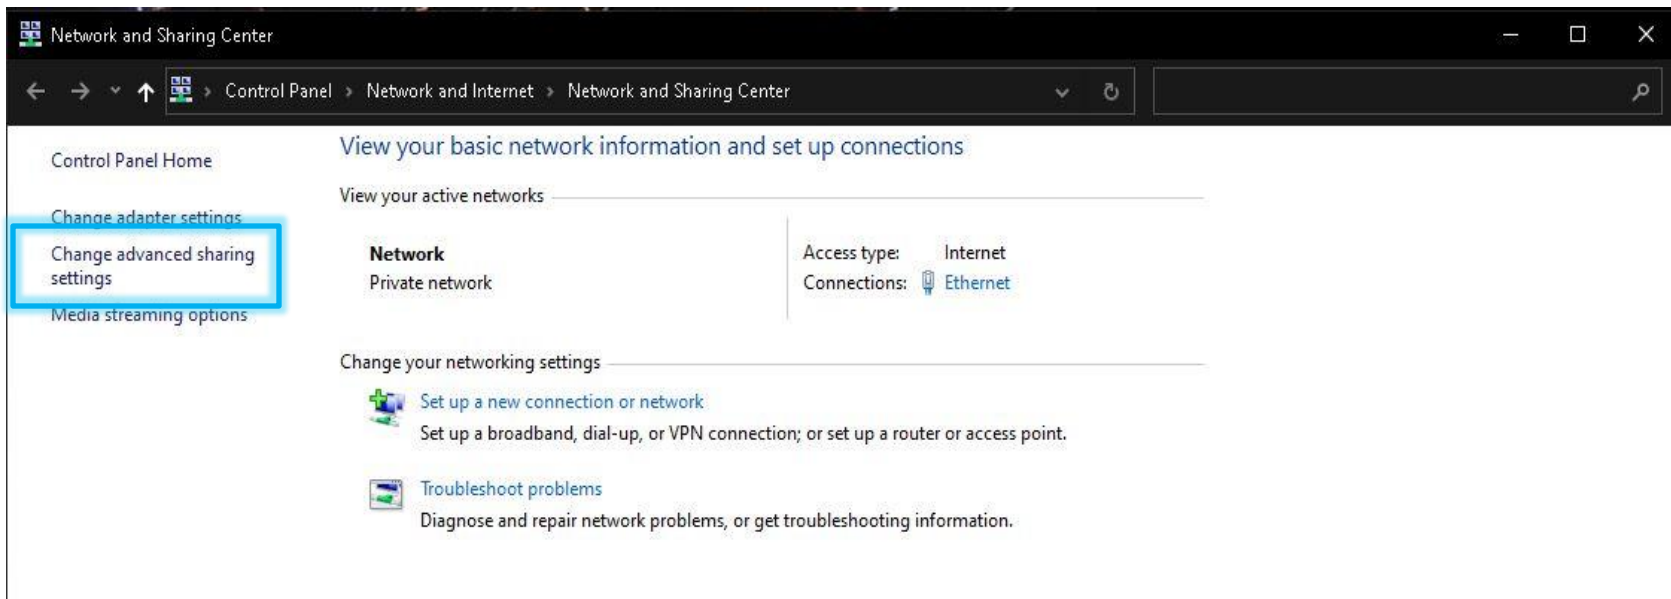 Network and Sharing Center
Control Panel > Network and Internet > Network and Sharing Center
Control Panel Home
Change adapter settings
Change advanced sharing
settings
Media streaming options
View your basic network information and set up connections
View your active networks
Network
Private network
Access type: Internet
Connections: Ethernet
Change your networking settings
Set up a new connection or network
Set up a broadband, dial-up, or VPN connection; or set up a router or access point.
Troubleshoot problems
Diagnose and repair network problems, or get troubleshooting information.